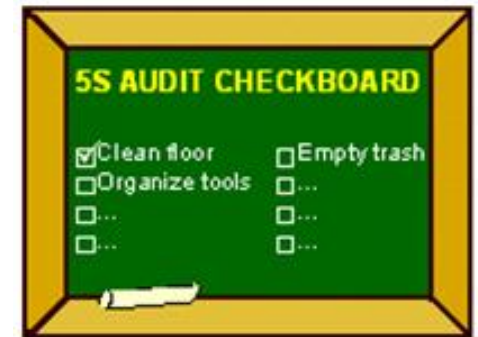 5S AUDIT CHECKBOARD
Clean floor
Organize tools
...
...
Empty trash
...
...
...